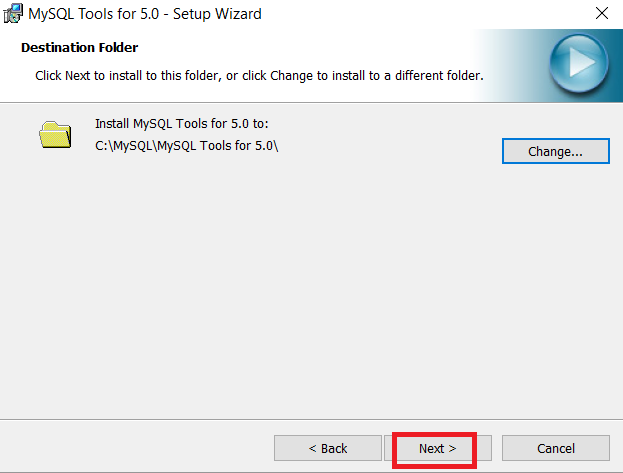 MySQL Tools for 5.0 - Setup Wizard
Destination Folder
Click Next to install to this folder, or click Change to install to a different folder.
Install MySQL Tools for 5.0 to:
C:\MySQL\MySQL Tools for 5.0\
Change...
< Back
Next >
Cancel